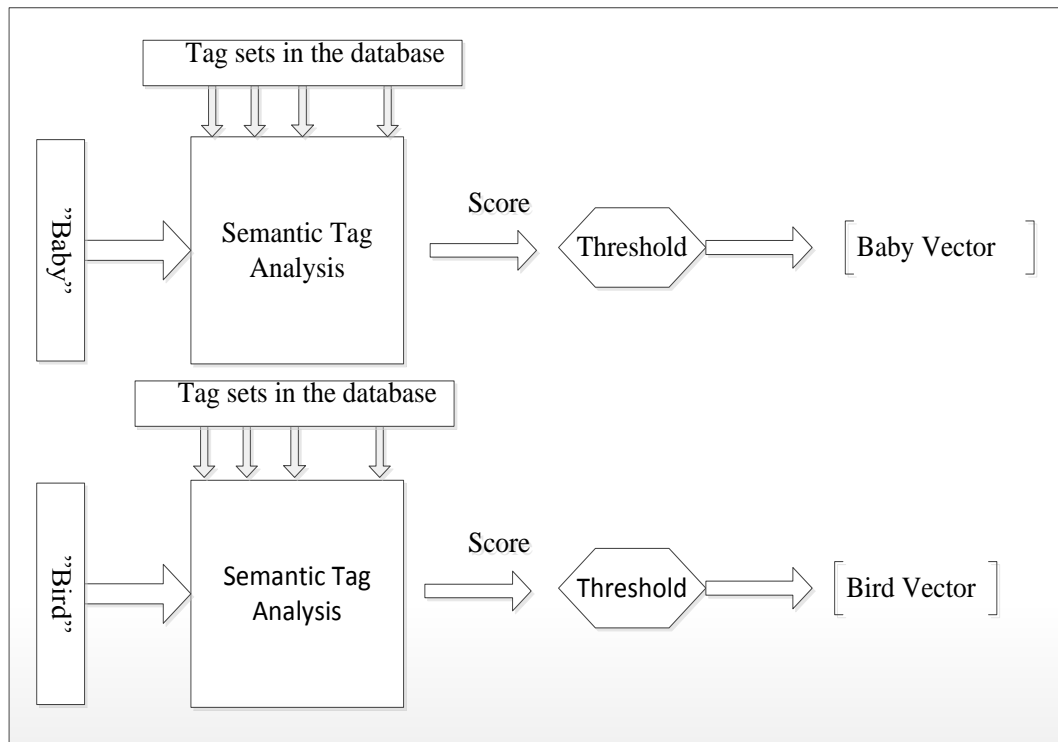 Tag sets in the database
”Baby”
Semantic Tag
Analysis
Score
Threshold
Baby Vector
Tag sets in the database
”Bird”
Semantic Tag
Analysis
Score
Threshold
Bird Vector